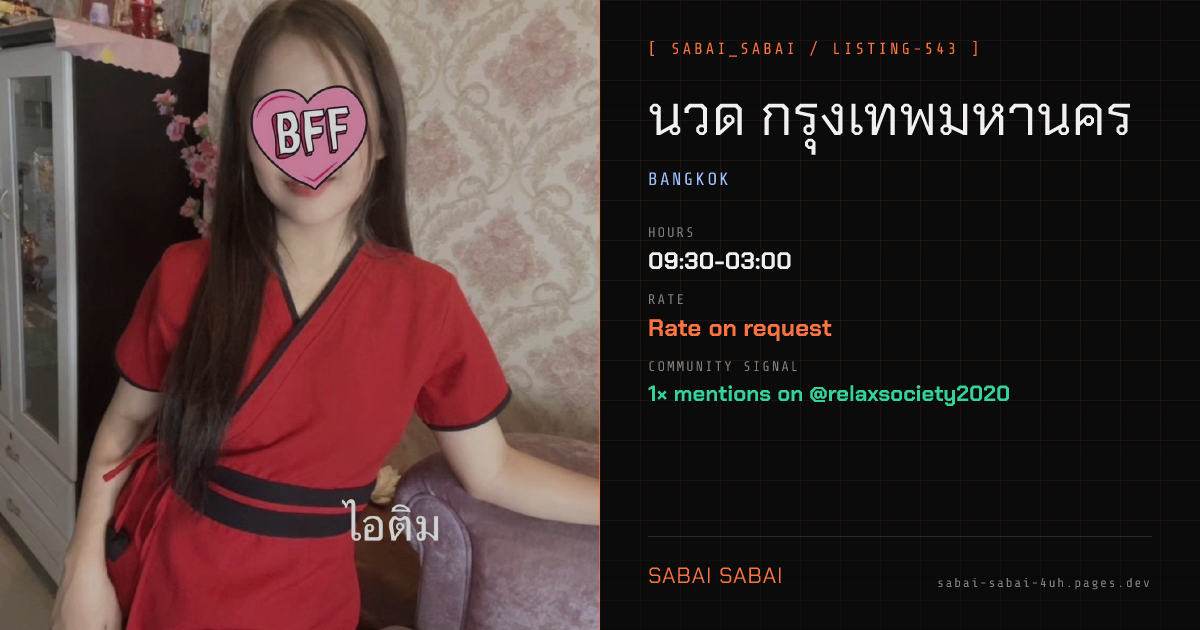 BFF
ไอติม
[ SABAI_SABAI / LISTING-543 ]
นวด กรุงเทพมหานคร
BANGKOK
HOURS
09:30-03:00
RATE
Rate on request
COMMUNITY SIGNAL
1× mentions on @relaxsociety2020
SABAI SABAI
sabai-sabai-4uh.pages.dev